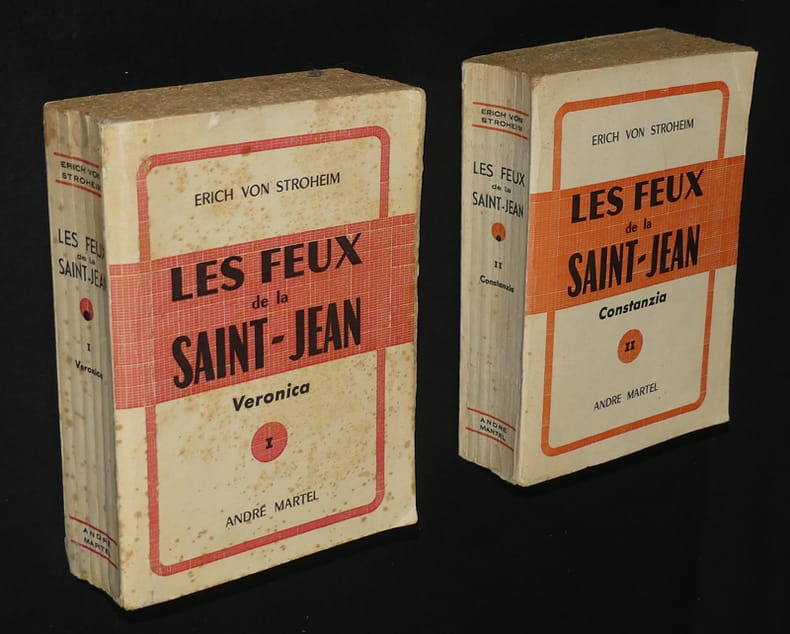 ERICH VON
STROHEIM
LES FEUX
de la
SAINT-JEAN
I
Veronica
ANDRÉ
MARTEL
ERICH VON STROHEIM
LES FEUX
de la
SAINT-JEAN
Veronica
I
ANDRÉ MARTEL
ERICH VON
STROHEIM
LES FEUX
de la
SAINT-JEAN
II
Constanzia
ANDRÉ
MARTEL
ERICH VON STROHEIM
LES FEUX
de la
SAINT-JEAN
Constanzia
II
ANDRÉ MARTEL